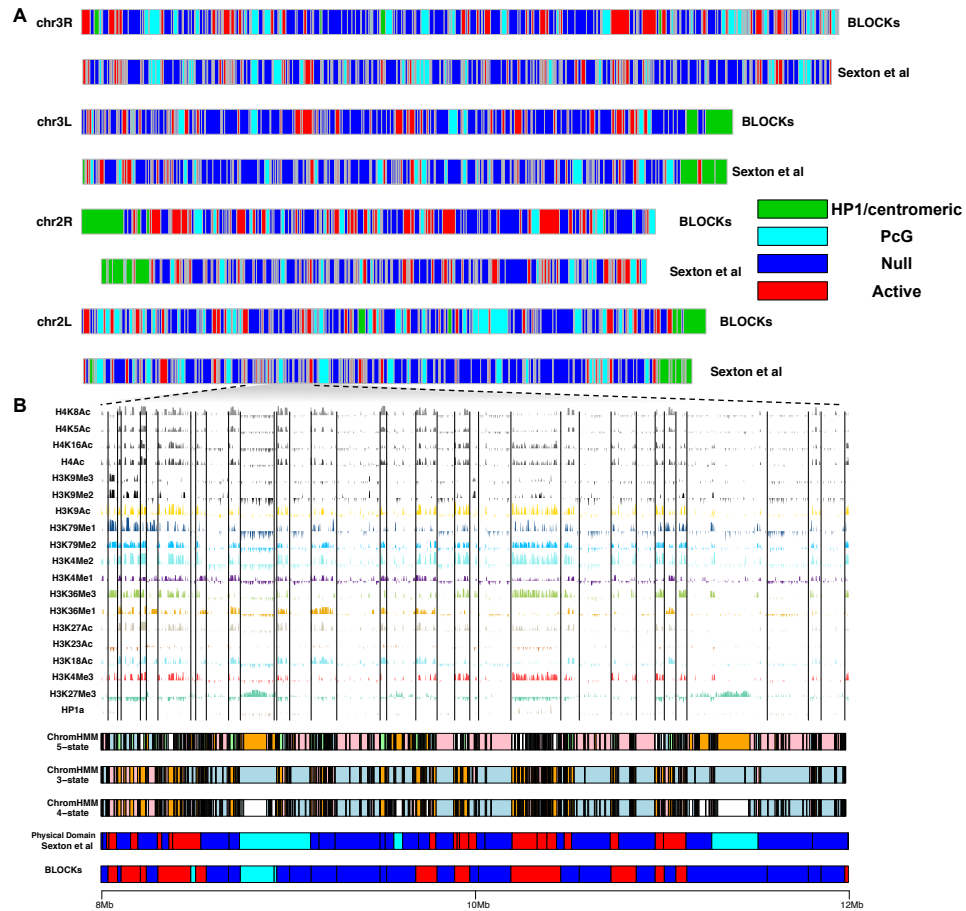 A
chr3R
BLOCKs
Sexton et al
chr3L
BLOCKs
Sexton et al
chr2R
BLOCKs
Sexton et al
chr2L
BLOCKs
Sexton et al
HP1/centromeric
PcG
Null
Active
B
H4K8Ac
H4K5Ac
H4K16Ac
H4Ac
H3K9Me3
H3K9Me2
H3K9Ac
H3K79Me1
H3K79Me2
H3K4Me2
H3K4Me1
H3K36Me3
H3K36Me1
H3K27Ac
H3K23Ac
H3K18Ac
H3K4Me3
H3K27Me3
HP1a
ChromHMM
5−state
ChromHMM
3−state
ChromHMM
4−state
Physical Domain
Sexton et al
BLOCKs
8Mb
10Mb
12Mb